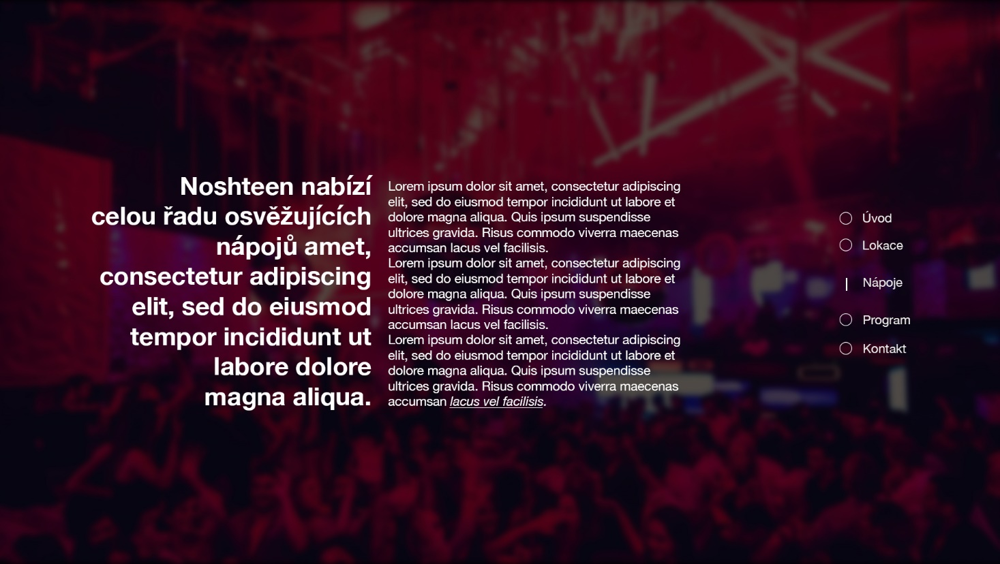 Noshteen nabízí
celou řadu osvěžujících
nápojů amet,
consectetur adipiscing
elit, sed do eiusmod
tempor incididunt ut
labore dolore
magna aliqua.
Lorem ipsum dolor sit amet, consectetur adipiscing
elit, sed do eiusmod tempor incididunt ut labore et
dolore magna aliqua. Quis ipsum suspendisse
ultrices gravida. Risus commodo viverra maecenas
accumsan lacus vel facilisis.
Lorem ipsum dolor sit amet, consectetur adipiscing
elit, sed do eiusmod tempor incididunt ut labore et
dolore magna aliqua. Quis ipsum suspendisse
ultrices gravida. Risus commodo viverra maecenas
accumsan lacus vel facilisis.
Lorem ipsum dolor sit amet, consectetur adipiscing
elit, sed do eiusmod tempor incididunt ut labore et
dolore magna aliqua. Quis ipsum suspendisse
ultrices gravida. Risus commodo viverra maecenas
accumsan lacus vel facilisis.
Úvod
Lokace
Nápoje
Program
Kontakt